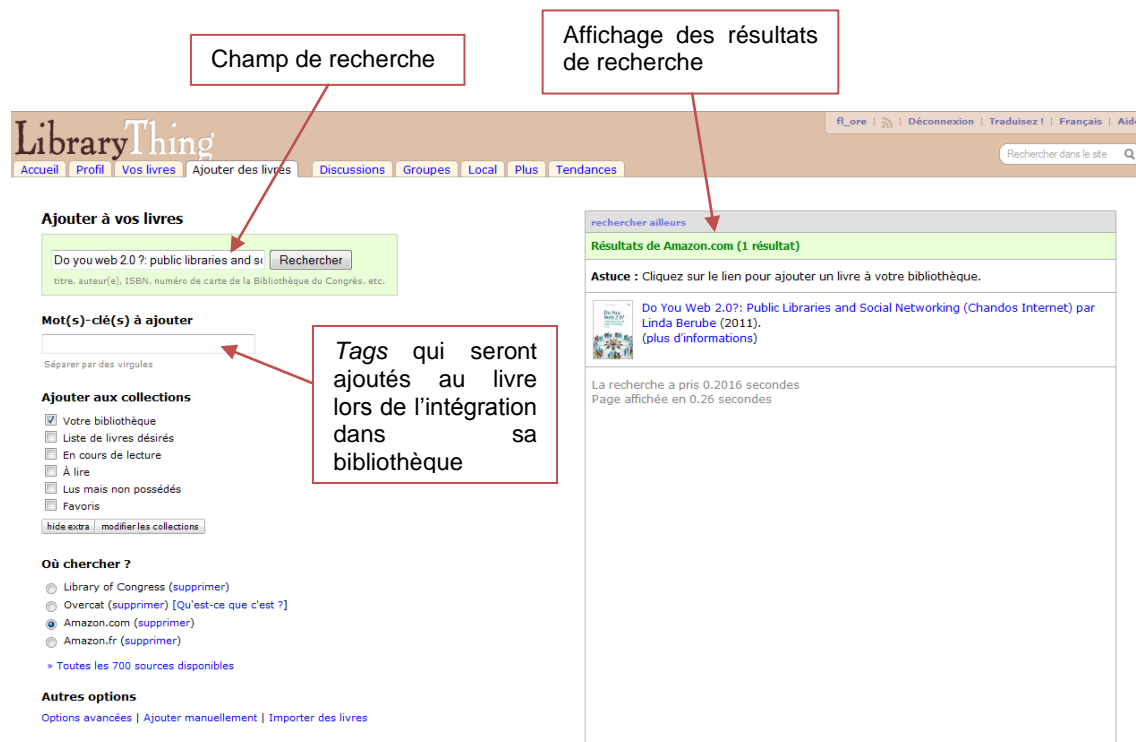 Champ de recherche
Affichage des résultats
de recherche
LibraryThing
fl_ore | Déconnexion | Traduisez ! | Français | Aide
Rechercher dans le site
Accueil Profil Vos livres Ajouter des livres Discussions Groupes Local Plus Tendances
Ajouter à vos livres
Do you web 2.0 ?: public libraries and so Rechercher
titre, auteur(e), ISBN, numéro de carte de la Bibliothèque du Congrès, etc.
Mot(s)-clé(s) à ajouter
Séparer par des virgules
Tags qui seront
ajoutés au livre
lors de l'intégration
dans sa
bibliothèque
Ajouter aux collections
Votre bibliothèque
Liste de livres désirés
En cours de lecture
À lire
Lus mais non possédés
Favoris
hide extra modifier les collections
Où chercher ?
Library of Congress (supprimer)
Overcat (supprimer) [Qu'est-ce que c'est ?]
Amazon.com (supprimer)
Amazon.fr (supprimer)
» Toutes les 700 sources disponibles
Autres options
Options avancées | Ajouter manuellement | Importer des livres
rechercher ailleurs
Résultats de Amazon.com (1 résultat)
Astuce : Cliquez sur le lien pour ajouter un livre à votre bibliothèque.
Do You
Web 2.0?
Do You Web 2.0?: Public Libraries and Social Networking (Chandos Internet) par
Linda Berube (2011).
(plus d'informations)
La recherche a pris 0.2016 secondes
Page affichée en 0.26 secondes